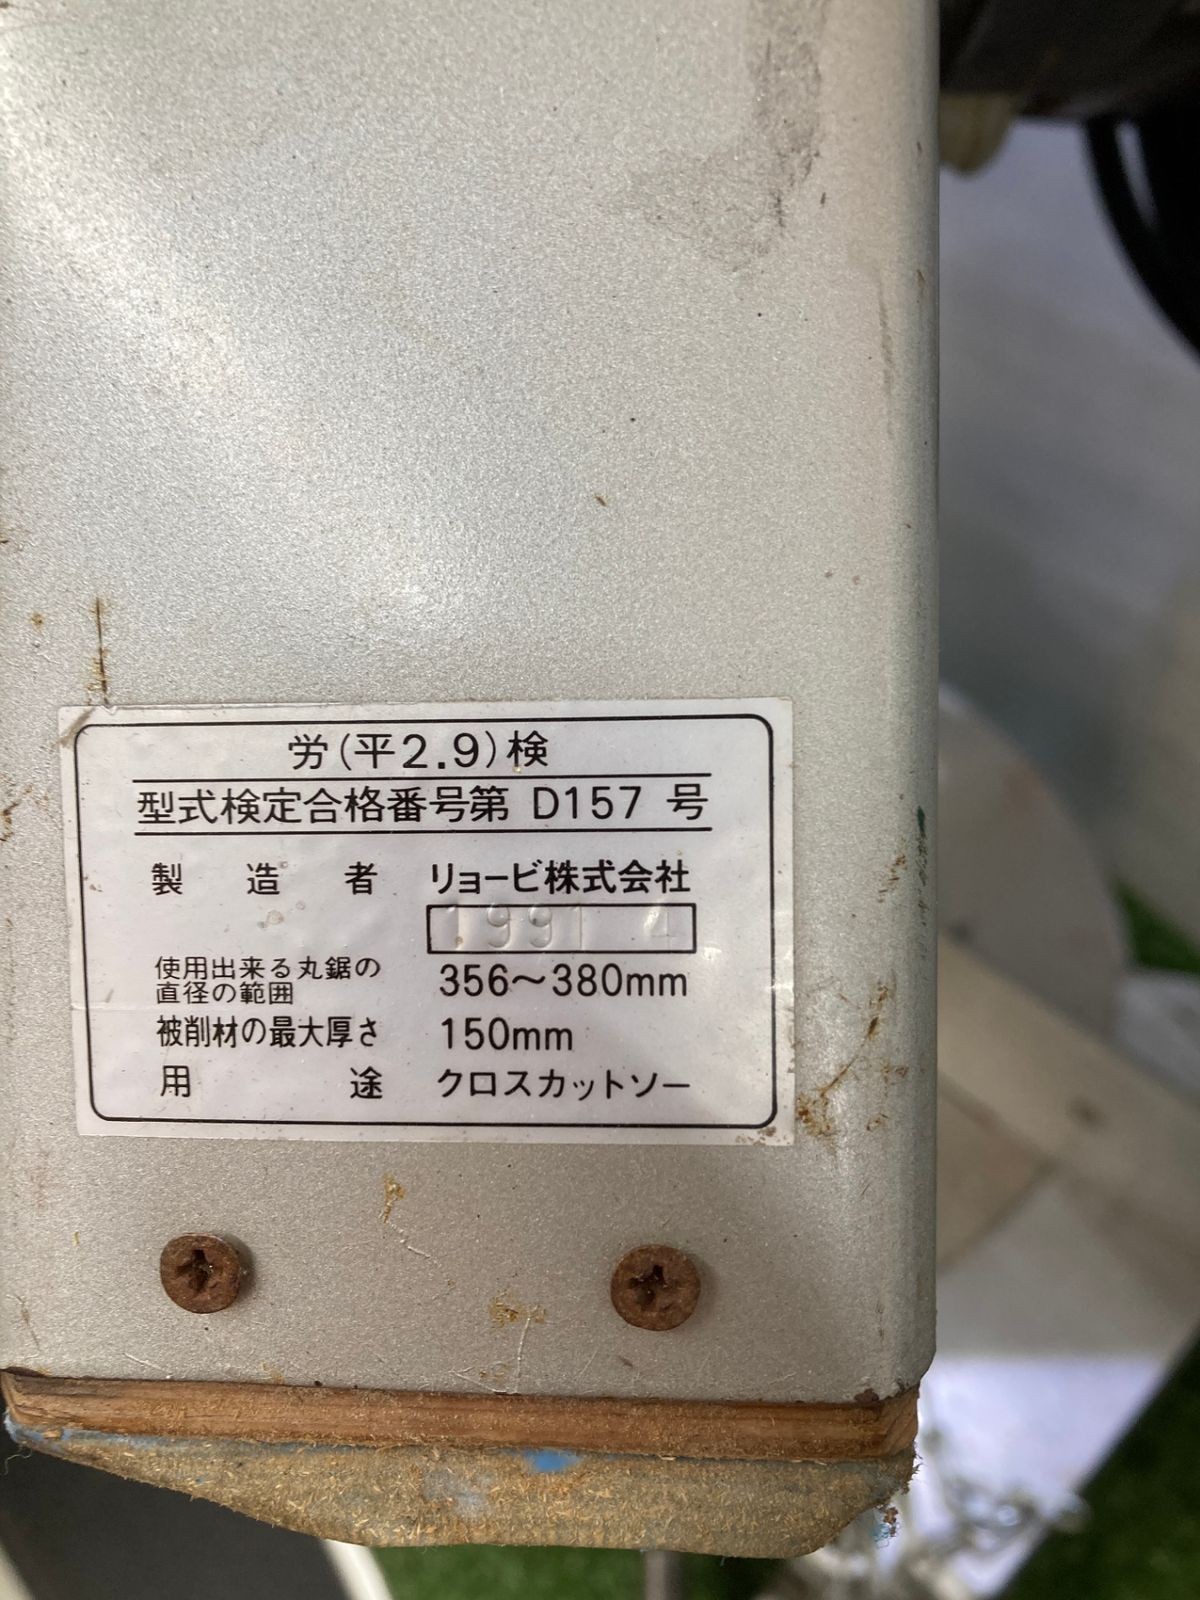 労(平2.9)検
型式検定合格番号第 D157 号
製造者 リョービ株式会社
1991 4
使用出来る丸鋸の
直径の範囲 356〜380mm
被削材の最大厚さ 150mm
用途 クロスカットソー